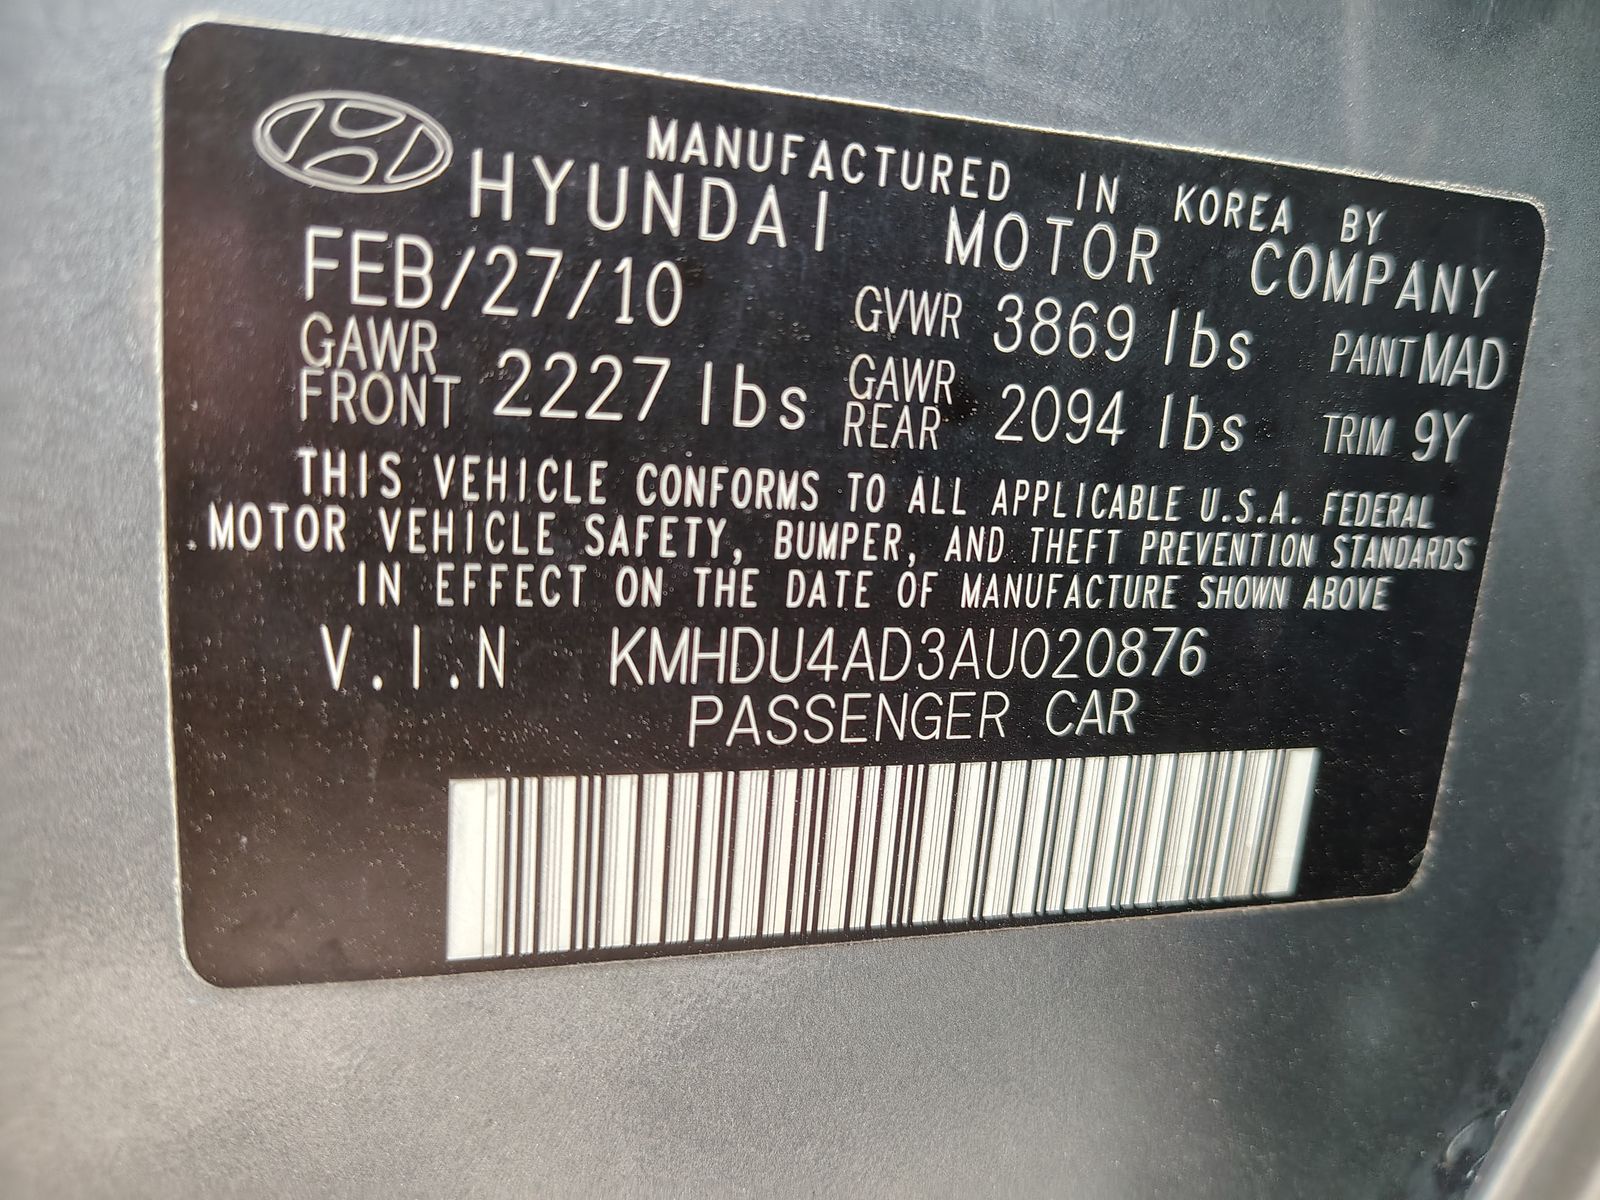 MANUFACTURED IN KOREA BY
HYUNDAI MOTOR COMPANY
FEB/27/10 GVWR 3869 lbs PAINT MAD
GAWR FRONT 2227 lbs GAWR REAR 2094 lbs TRIM 9Y
THIS VEHICLE CONFORMS TO ALL APPLICABLE U.S.A. FEDERAL
MOTOR VEHICLE SAFETY, BUMPER, AND THEFT PREVENTION STANDARDS
IN EFFECT ON THE DATE OF MANUFACTURE SHOWN ABOVE
V.I.N KMHDU4AD3AU020876
PASSENGER CAR